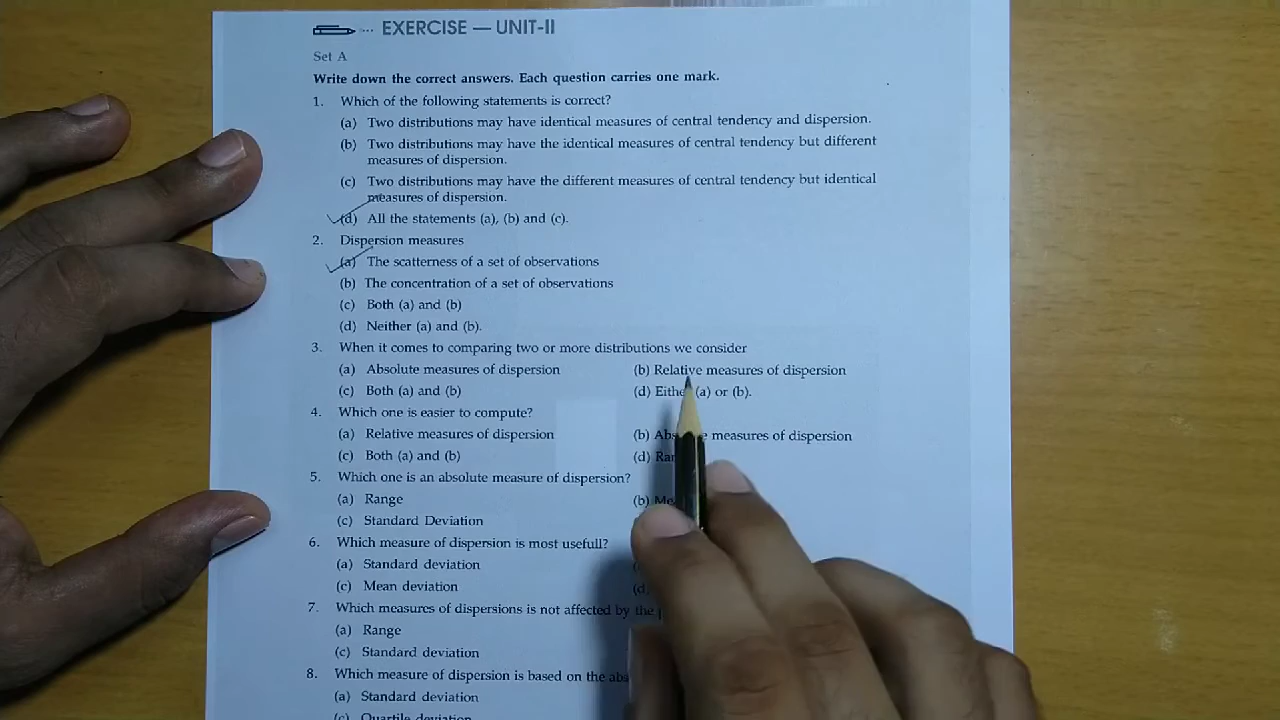 EXERCISE — UNIT-II
Set A
Write down the correct answers. Each question carries one mark.
1. Which of the following statements is correct?
(a) Two distributions may have identical measures of central tendency and dispersion.
(b) Two distributions may have the identical measures of central tendency but different
measures of dispersion.
(c) Two distributions may have the different measures of central tendency but identical
measures of dispersion.
(d) All the statements (a), (b) and (c).
2. Dispersion measures
(a) The scatterness of a set of observations
(b) The concentration of a set of observations
(c) Both (a) and (b)
(d) Neither (a) and (b).
3. When it comes to comparing two or more distributions we consider
(a) Absolute measures of dispersion (b) Relative measures of dispersion
(c) Both (a) and (b) (d) Either (a) or (b).
4. Which one is easier to compute?
(a) Relative measures of dispersion (b) measures of dispersion
(c) Both (a) and (b) (d)
5. Which one is an absolute measure of dispersion?
(a) Range (b)
(c) Standard Deviation
6. Which measure of dispersion is most usefull?
(a) Standard deviation
(c) Mean deviation (d)
7. Which measures of dispersions is not affected by the
(a) Range
(c) Standard deviation
8. Which measure of dispersion is based on the
(a) Standard deviation
(c) Quartile deviation